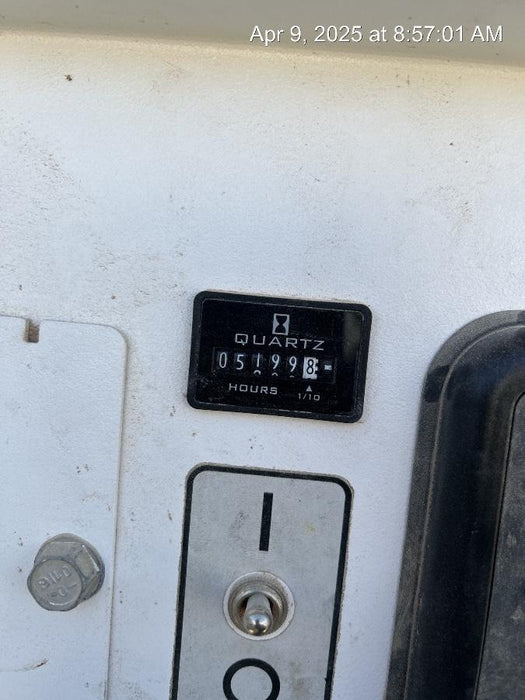 Apr 9, 2025 at 8:57:01 AM
QUARTZ
051998
HOURS
1/10